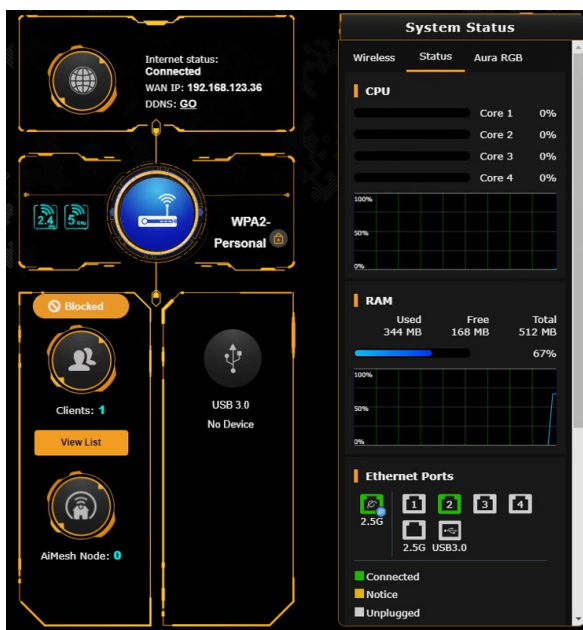 Internet status:
Connected
WAN IP: 192.168.123.36
DDNS: GO
2.4
GHz
5 GHz
WPA2-
Personal
Blocked
Clients: 1
View List
AiMesh Node: 0
USB 3.0
No Device
System Status
Wireless Status Aura RGB
CPU
Core 1 0%
Core 2 0%
Core 3 0%
Core 4 0%
100%
50%
0%
RAM
Used Free Total
344 MB 168 MB 512 MB
67%
100%
50%
0%
Ethernet Ports
1 2 3 4
2.5G
2.5G USB3.0
Connected
Notice
Unplugged